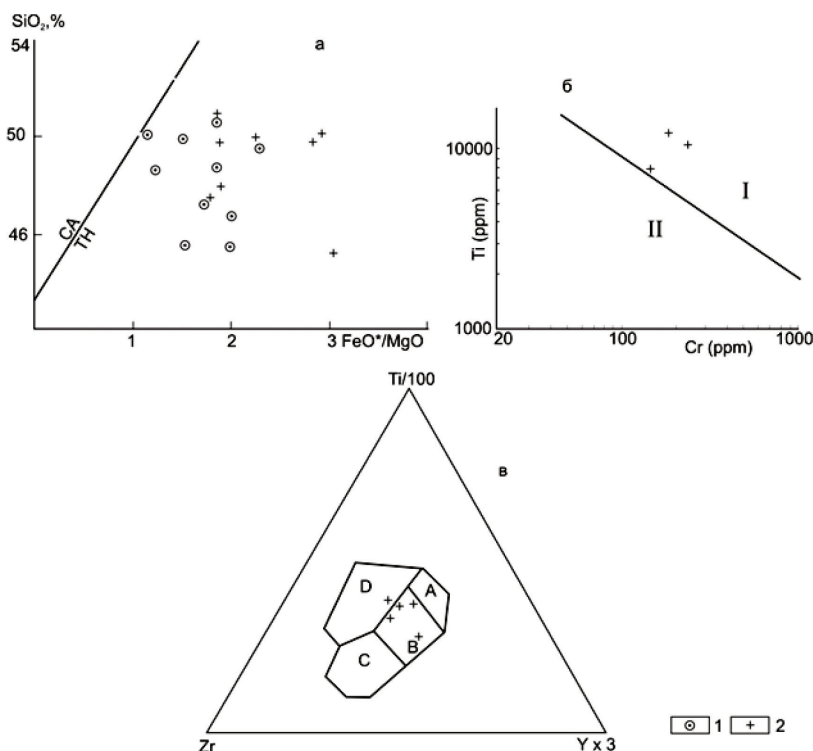 SiO₂,%
54
50
46
CA
TH
1
2
3 FeO*/MgO
а
б
10000
1000
Ti (ppm)
I
II
20
100
1000
Cr (ppm)
Ti/100
в
D
A
B
C
Zr
Y x 3
1
2